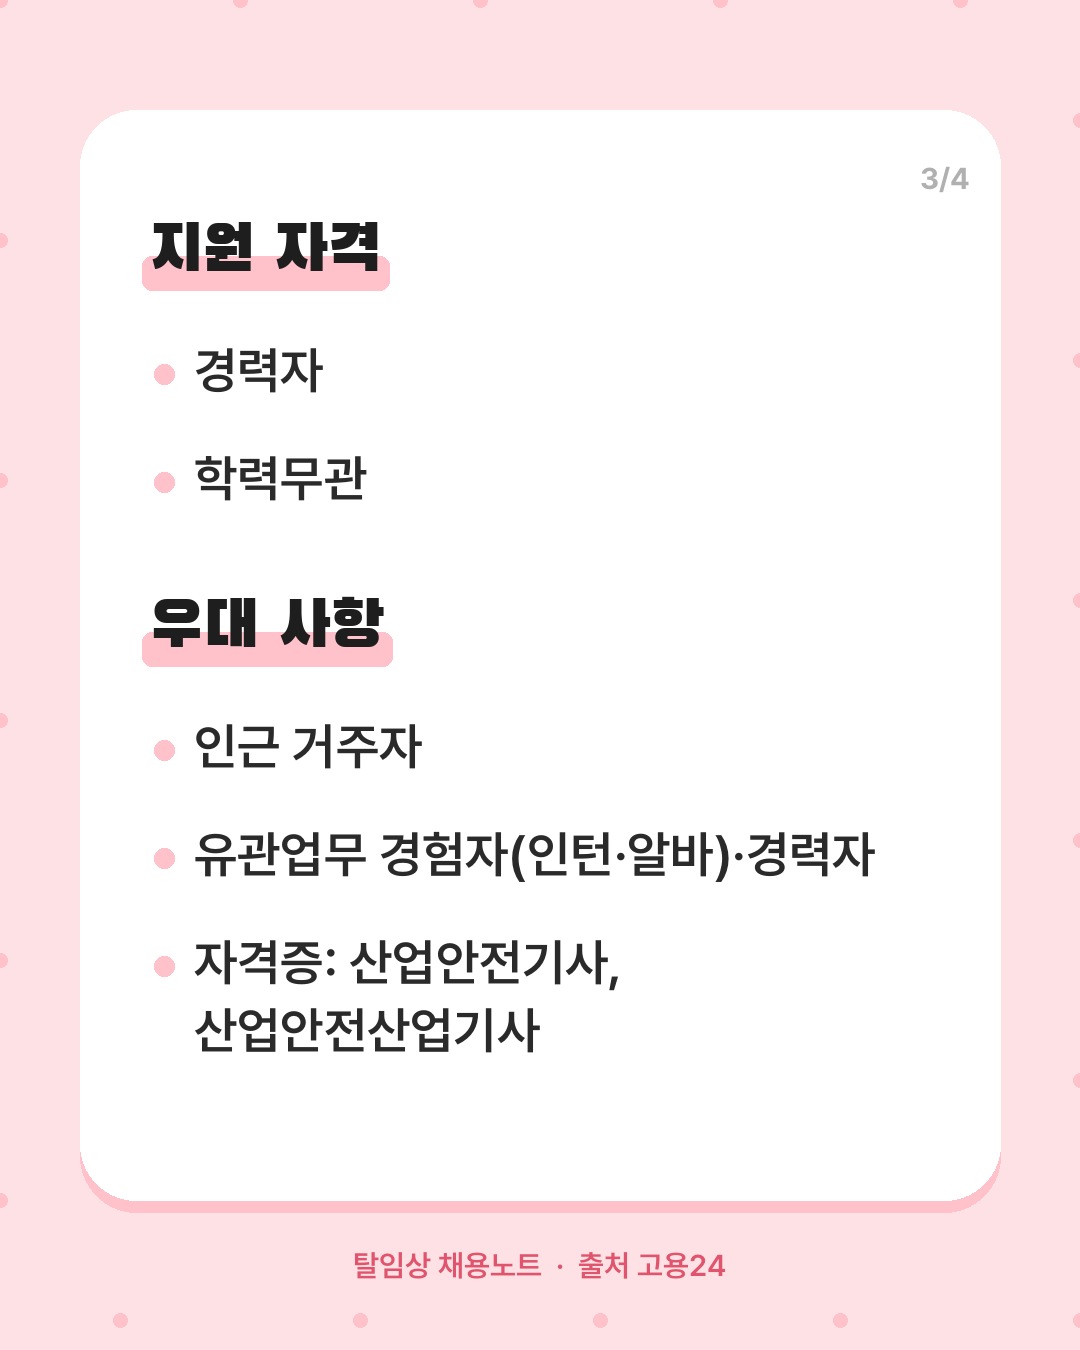 3/4
지원 자격
경력자
학력무관
우대 사항
인근 거주자
유관업무 경험자(인턴·알바)·경력자
자격증: 산업안전기사,
산업안전산업기사
탈임상 채용노트 · 출처 고용24